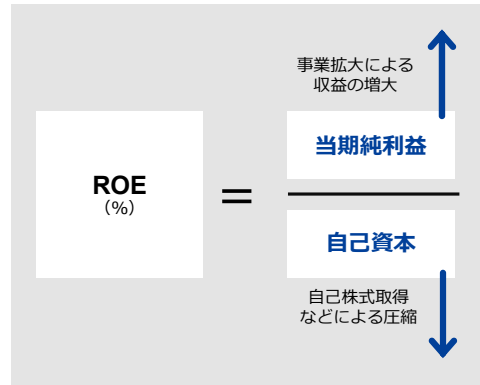 事業拡大による
収益の増大
当期純利益
ROE
（%）
=
自己資本
自己株式取得
などによる圧縮